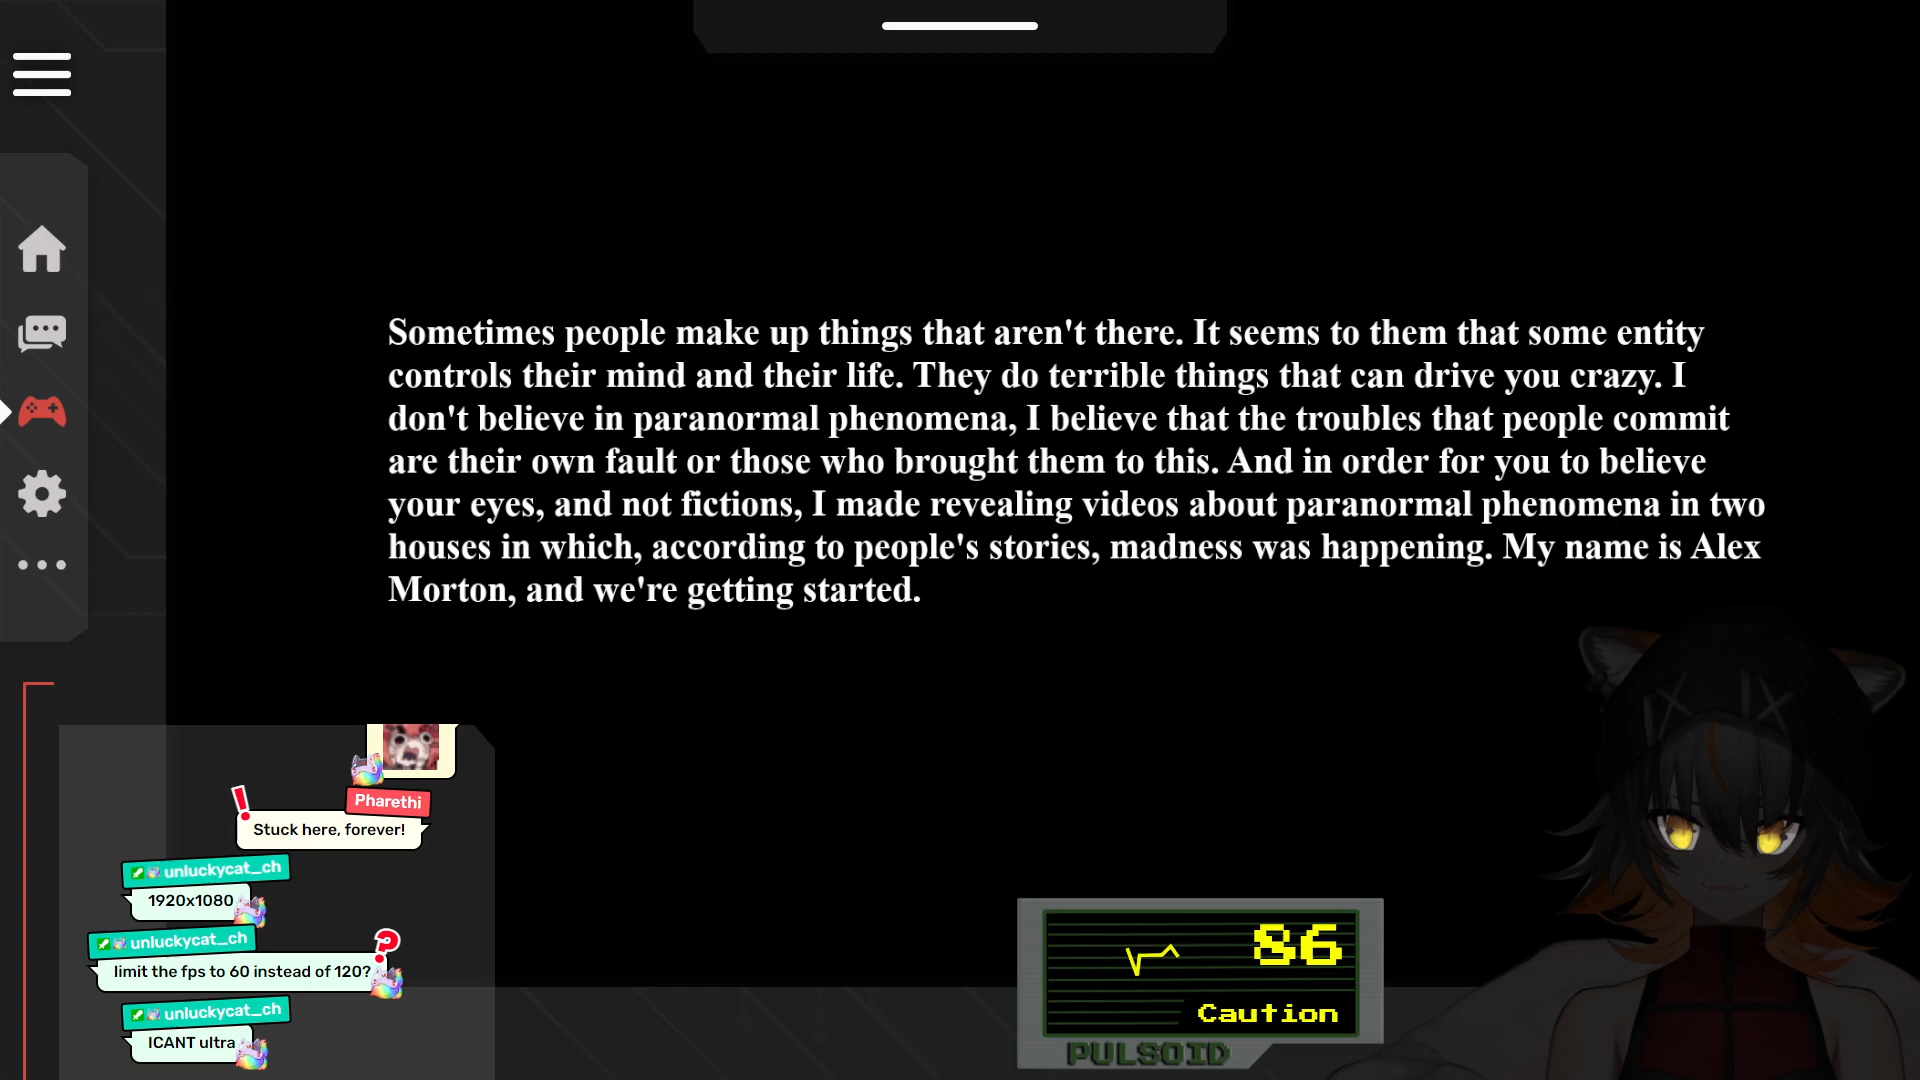 Sometimes people make up things that aren't there. It seems to them that some entity
controls their mind and their life. They do terrible things that can drive you crazy. I
don't believe in paranormal phenomena, I believe that the troubles that people commit
are their own fault or those who brought them to this. And in order for you to believe
your eyes, and not fictions, I made revealing videos about paranormal phenomena in two
houses in which, according to people's stories, madness was happening. My name is Alex
Morton, and we're getting started.
Pharethi
Stuck here, forever!
unluckycat_ch
1920x1080
unluckycat_ch
limit the fps to 60 instead of 120?
unluckycat_ch
ICANT ultra
86
Caution
PULSOID